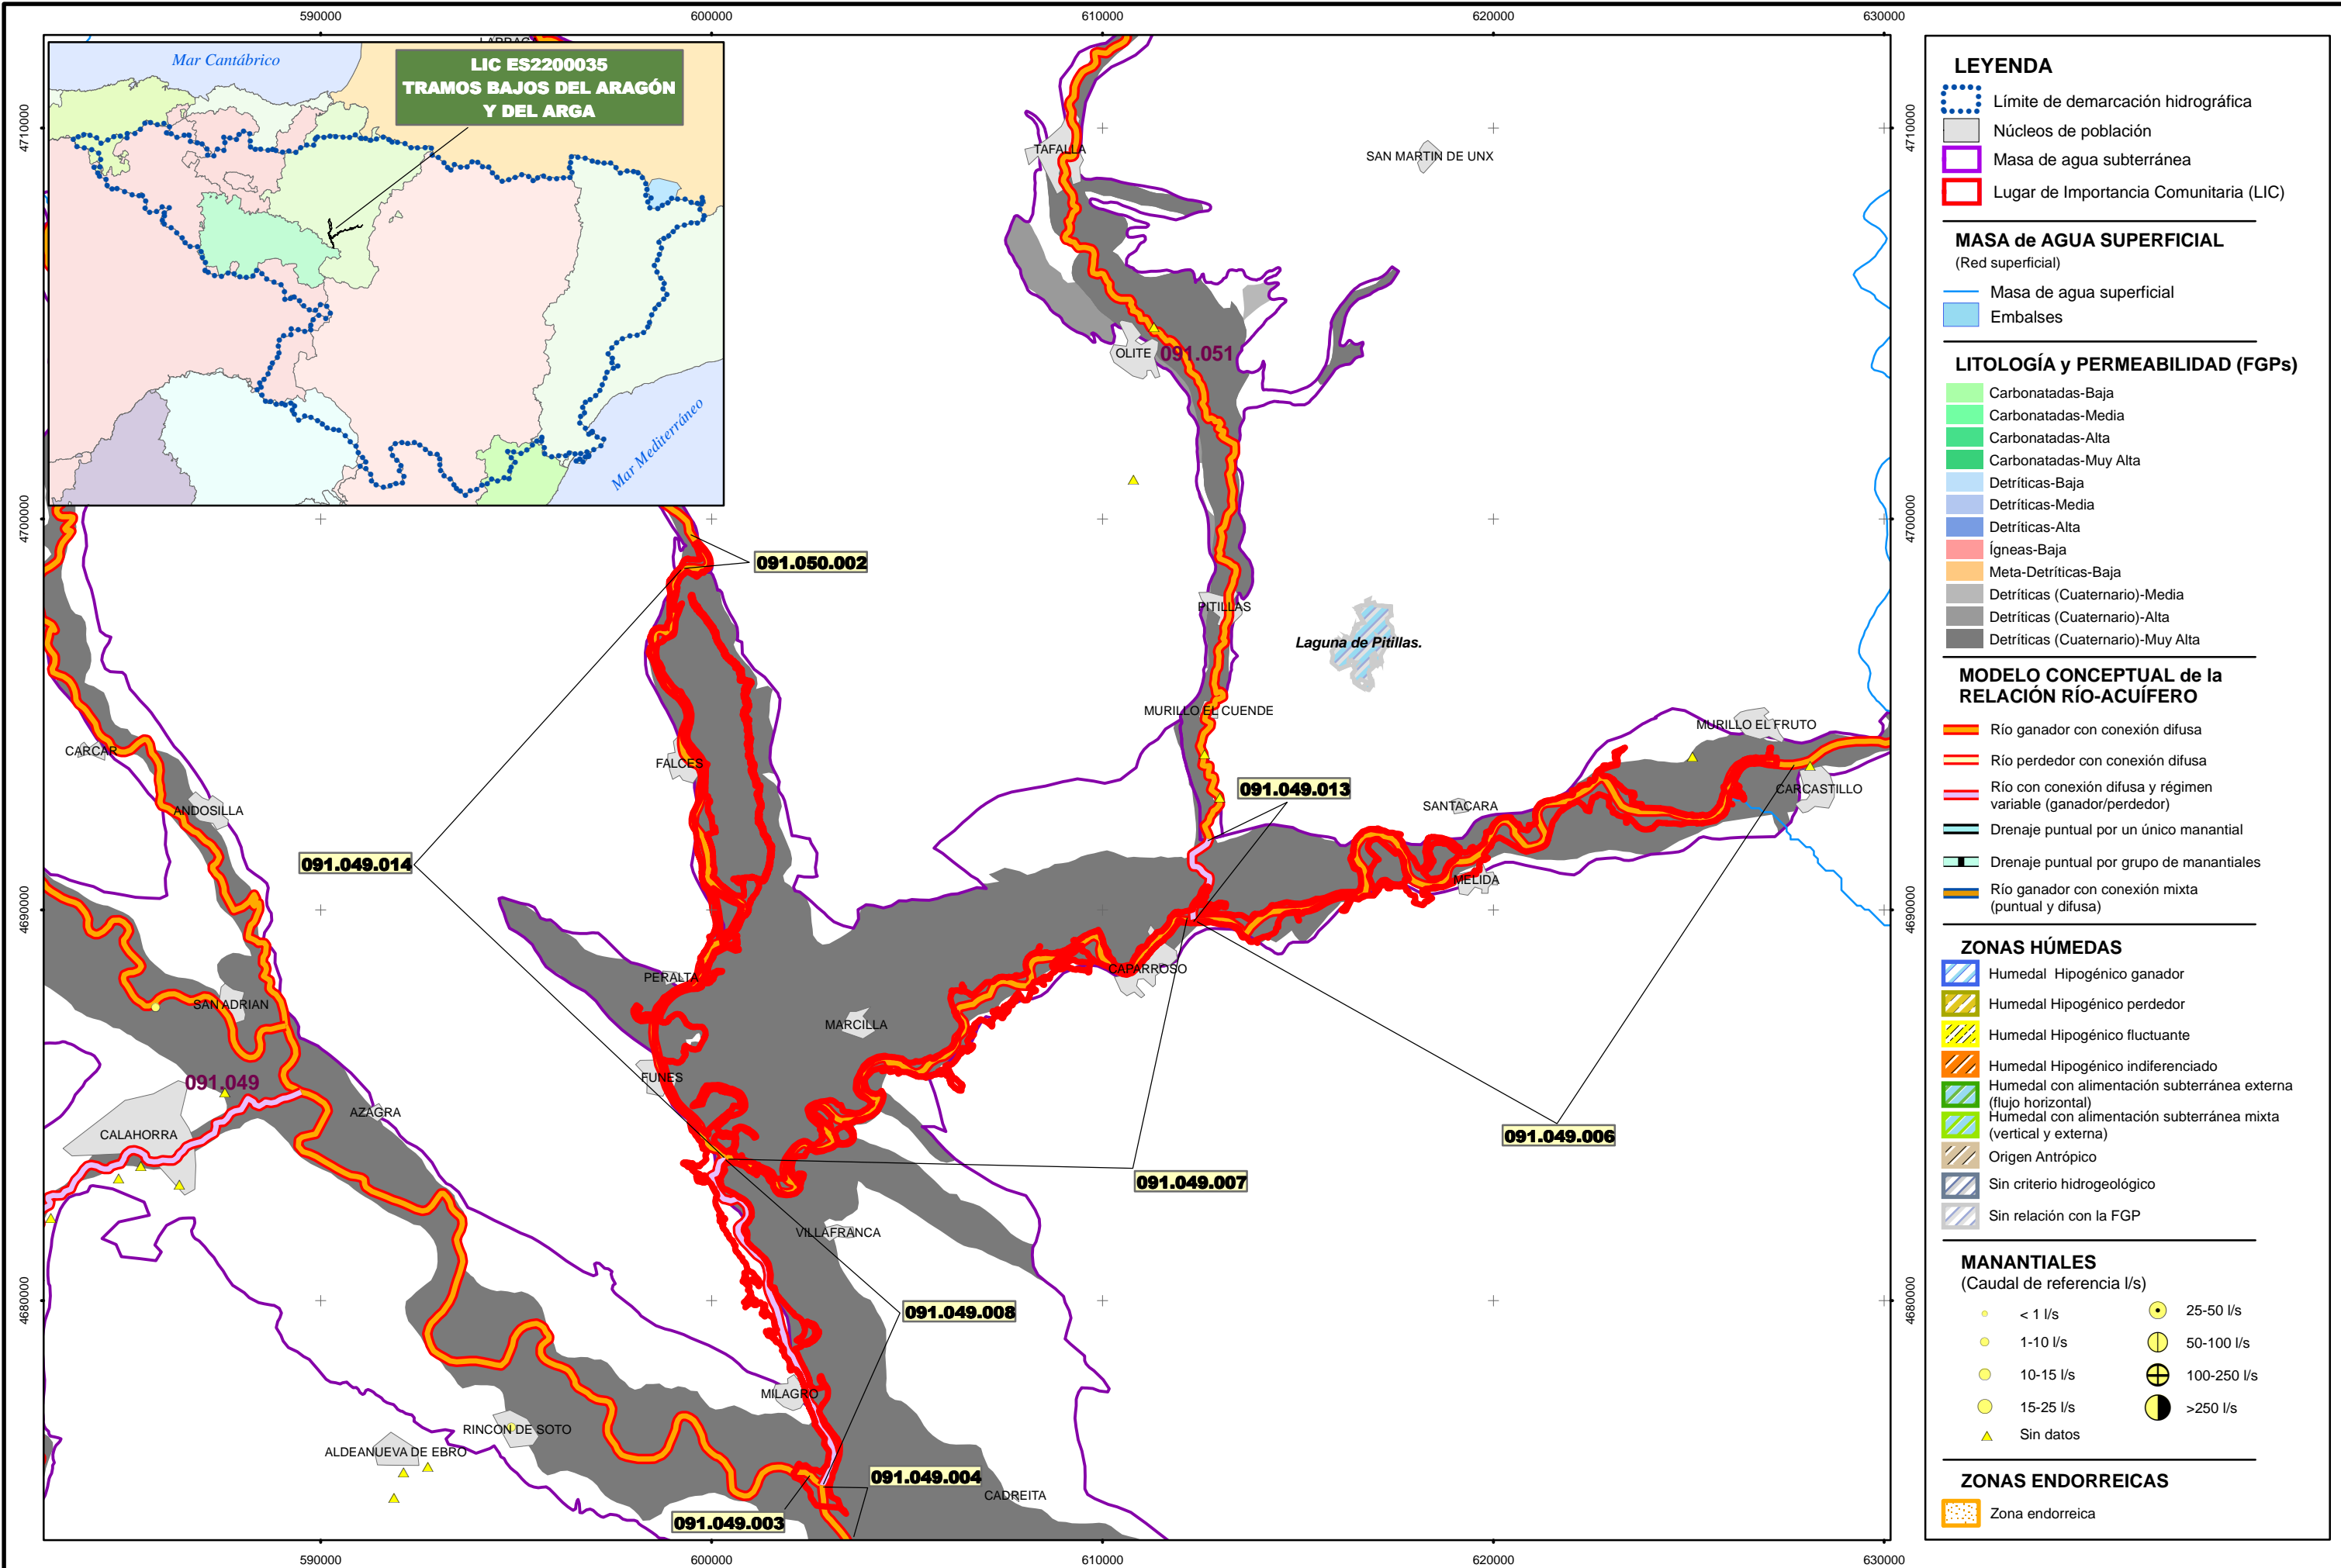 590000
600000
610000
620000
630000
4710000
4700000
4690000
4680000
4710000
4700000
4690000
4680000
590000
600000
610000
620000
630000
Mar Cantábrico
LIC ES2200035
TRAMOS BAJOS DEL ARAGÓN
Y DEL ARGA
Mar Mediterráneo
TAFALLA
SAN MARTIN DE UNX
OLITE
091.051
091.050.002
PITILLAS
Laguna de Pitillas.
MURILLO EL CUENDE
MURILLO EL FRUTO
CARCAR
FALCES
ANDOSILLA
091.049.013
SANTACARA
CARCASTILLO
091.049.014
MELIDA
PERALTA
CAPARROSO
SAN ADRIAN
MARCILLA
FUNES
091.049
AZAGRA
CALAHORRA
091.049.006
091.049.007
VILLAFRANCA
091.049.008
MILAGRO
RINCON DE SOTO
ALDEANUEVA DE EBRO
091.049.004
CADREITA
091.049.003
LEYENDA
Límite de demarcación hidrográfica
Núcleos de población
Masa de agua subterránea
Lugar de Importancia Comunitaria (LIC)
MASA de AGUA SUPERFICIAL
(Red superficial)
Masa de agua superficial
Embalses
LITOLOGÍA y PERMEABILIDAD (FGPs)
Carbonatadas-Baja
Carbonatadas-Media
Carbonatadas-Alta
Carbonatadas-Muy Alta
Detríticas-Baja
Detríticas-Media
Detríticas-Alta
Ígneas-Baja
Meta-Detríticas-Baja
Detríticas (Cuaternario)-Media
Detríticas (Cuaternario)-Alta
Detríticas (Cuaternario)-Muy Alta
MODELO CONCEPTUAL de la
RELACIÓN RÍO-ACUÍFERO
Río ganador con conexión difusa
Río perdedor con conexión difusa
Río con conexión difusa y régimen
variable (ganador/perdedor)
Drenaje puntual por un único manantial
Drenaje puntual por grupo de manantiales
Río ganador con conexión mixta
(puntual y difusa)
ZONAS HÚMEDAS
Humedal Hipogénico ganador
Humedal Hipogénico perdedor
Humedal Hipogénico fluctuante
Humedal Hipogénico indiferenciado
Humedal con alimentación subterránea externa
(flujo horizontal)
Humedal con alimentación subterránea mixta
(vertical y externa)
Origen Antrópico
Sin criterio hidrogeológico
Sin relación con la FGP
MANANTIALES
(Caudal de referencia l/s)
< 1 l/s
25-50 l/s
1-10 l/s
50-100 l/s
10-15 l/s
100-250 l/s
15-25 l/s
>250 l/s
Sin datos
ZONAS ENDORREICAS
Zona endorreica